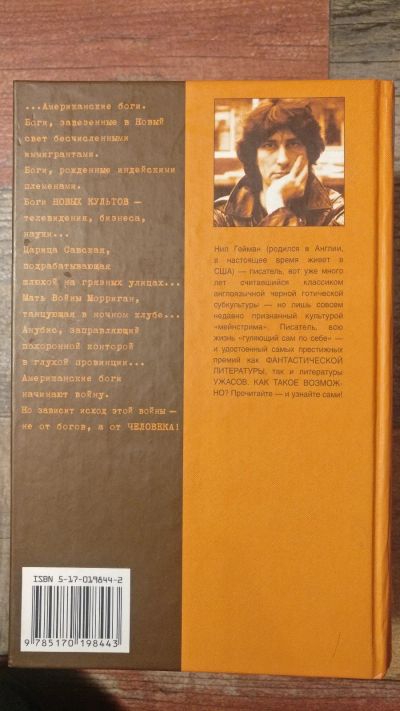 ...Американские боги.
Боги, завезенные в Новый
свет бесчисленными
иммигрантами.
Боги, рожденные индейскими
племенами.
Боги НОВЫХ КУЛЬТОВ —
телевидения, бизнеса,
науки...
Царица Савская,
подрабатывающая
шлюхой на грязных улицах...
Мать Войны Морриган,
танцующая в ночном клубе...
Анубис, заправляющий
похоронной конторой
в глухой провинции...
Американские боги
начинают войну.
Но зависят исход этой войны —
не от богов, а от ЧЕЛОВЕКА!
Нил Гейман (родился в Англии,
в настоящее время живет в
США) — писатель, вот уже много
лет считавшийся классиком
англоязычной черной готической
субкультуры — но лишь совсем
недавно признанный культурой
«мейнстрима». Писатель, всю
жизнь «гуляющий сам по себе» —
и удостоенный самых престижных
премий как ФАНТАСТИЧЕСКОЙ
ЛИТЕРАТУРЫ, так и литературы
УЖАСОВ. КАК ТАКОЕ ВОЗМОЖ-
НО? Прочитайте — и узнайте сами!
ISBN 5-17-019844-2
9 785170 198443